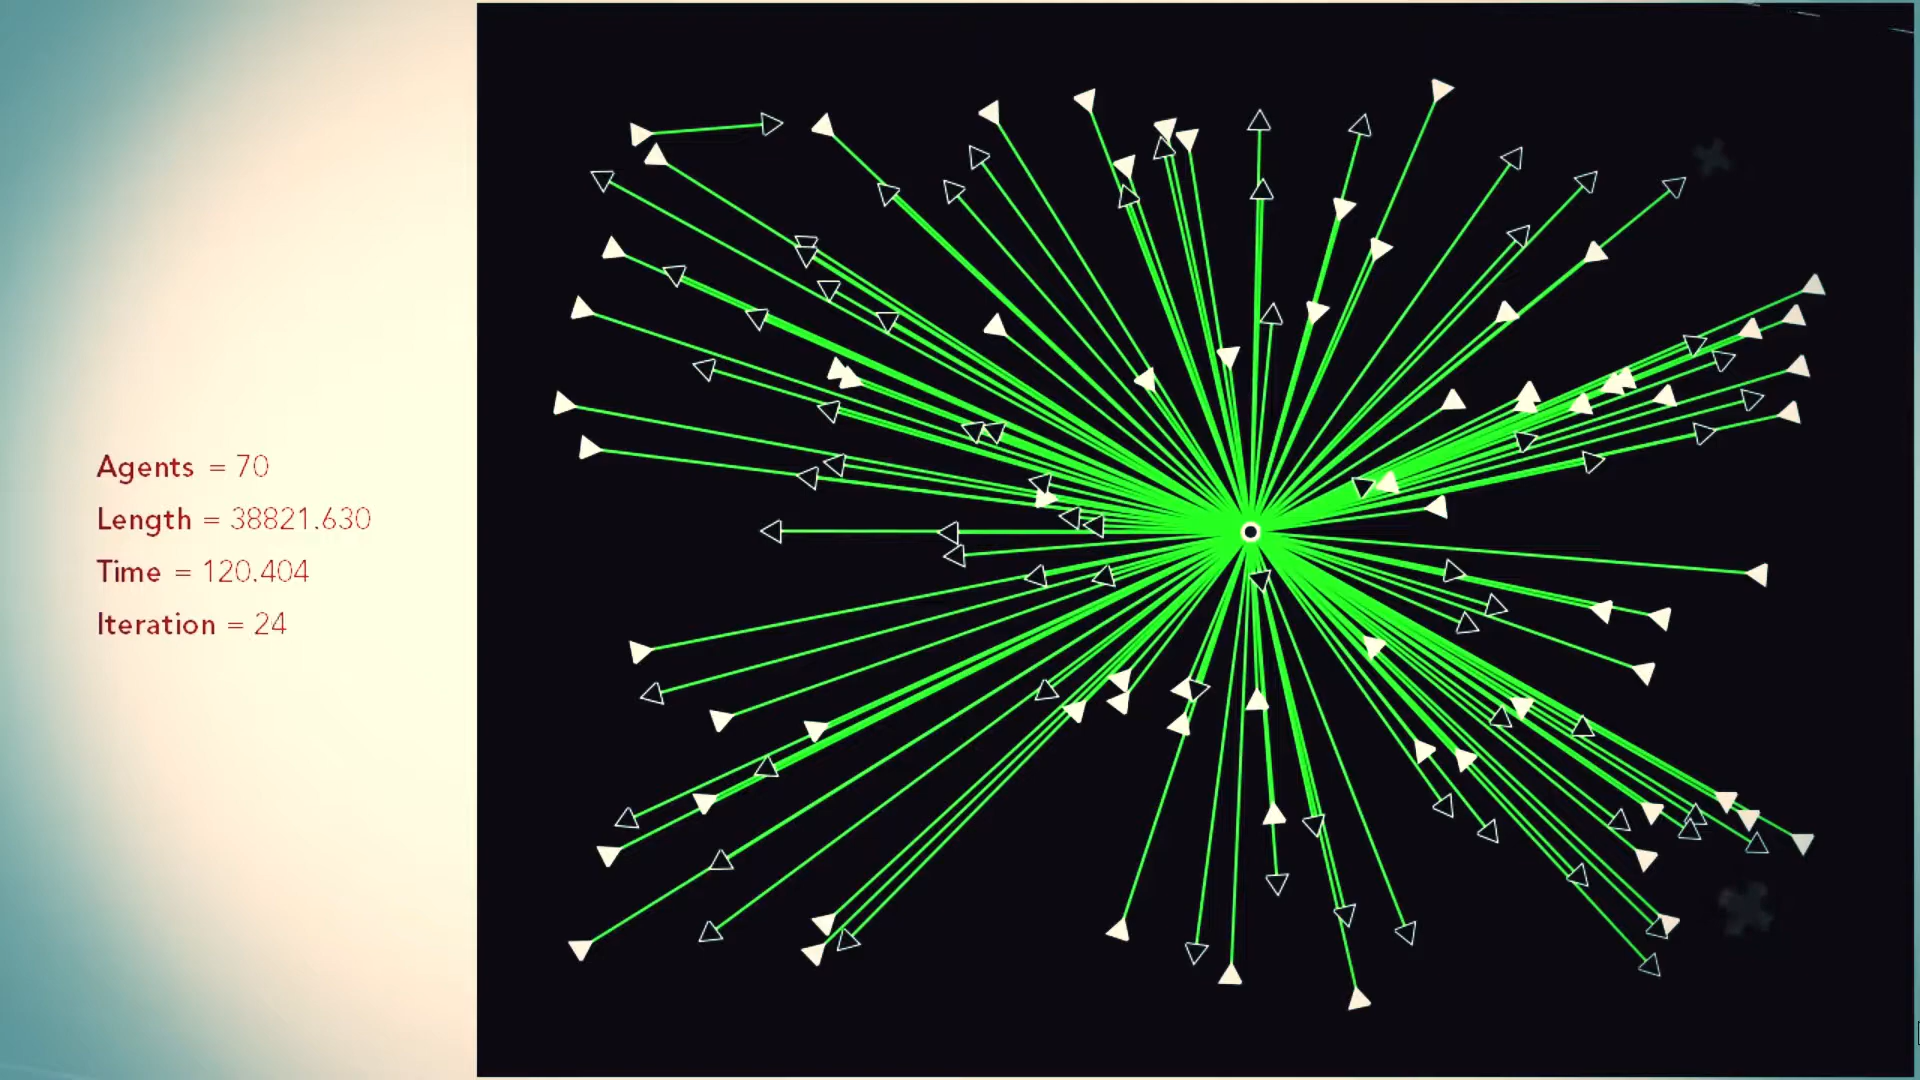 Agents = 70
Length = 38821.630
Time = 120.404
Iteration = 24